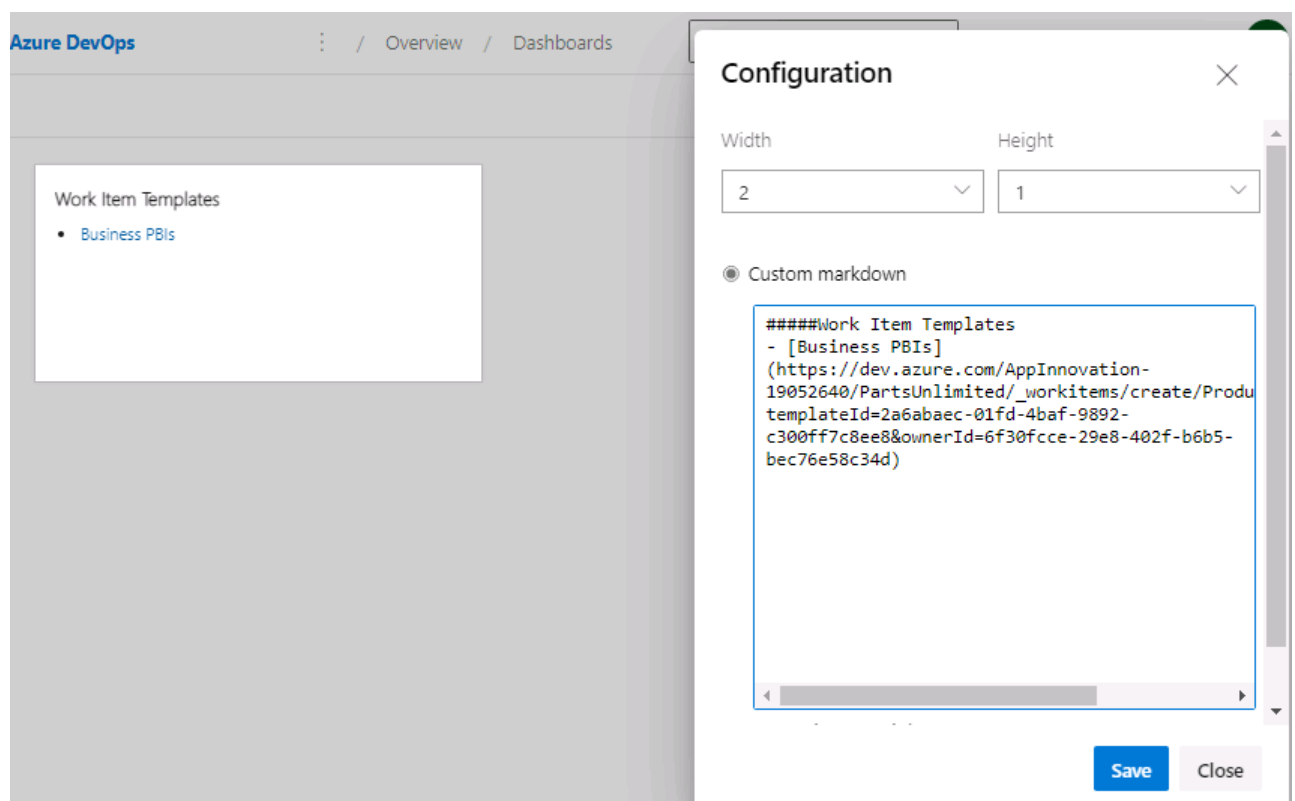 Azure DevOps
/ Overview / Dashboards
Configuration
Width
Height
2
1
Work Item Templates
• Business PBIs
Custom markdown
#####Work Item Templates
- [Business PBIs]
(https://dev.azure.com/AppInnovation-
19052640/PartsUnlimited/_workitems/create/Produ
templateId=2a6abaec-01fd-4baf-9892-
c300ff7c8ee8&ownerId=6f30fcce-29e8-402f-b6b5-
bec76e58c34d)
Save
Close